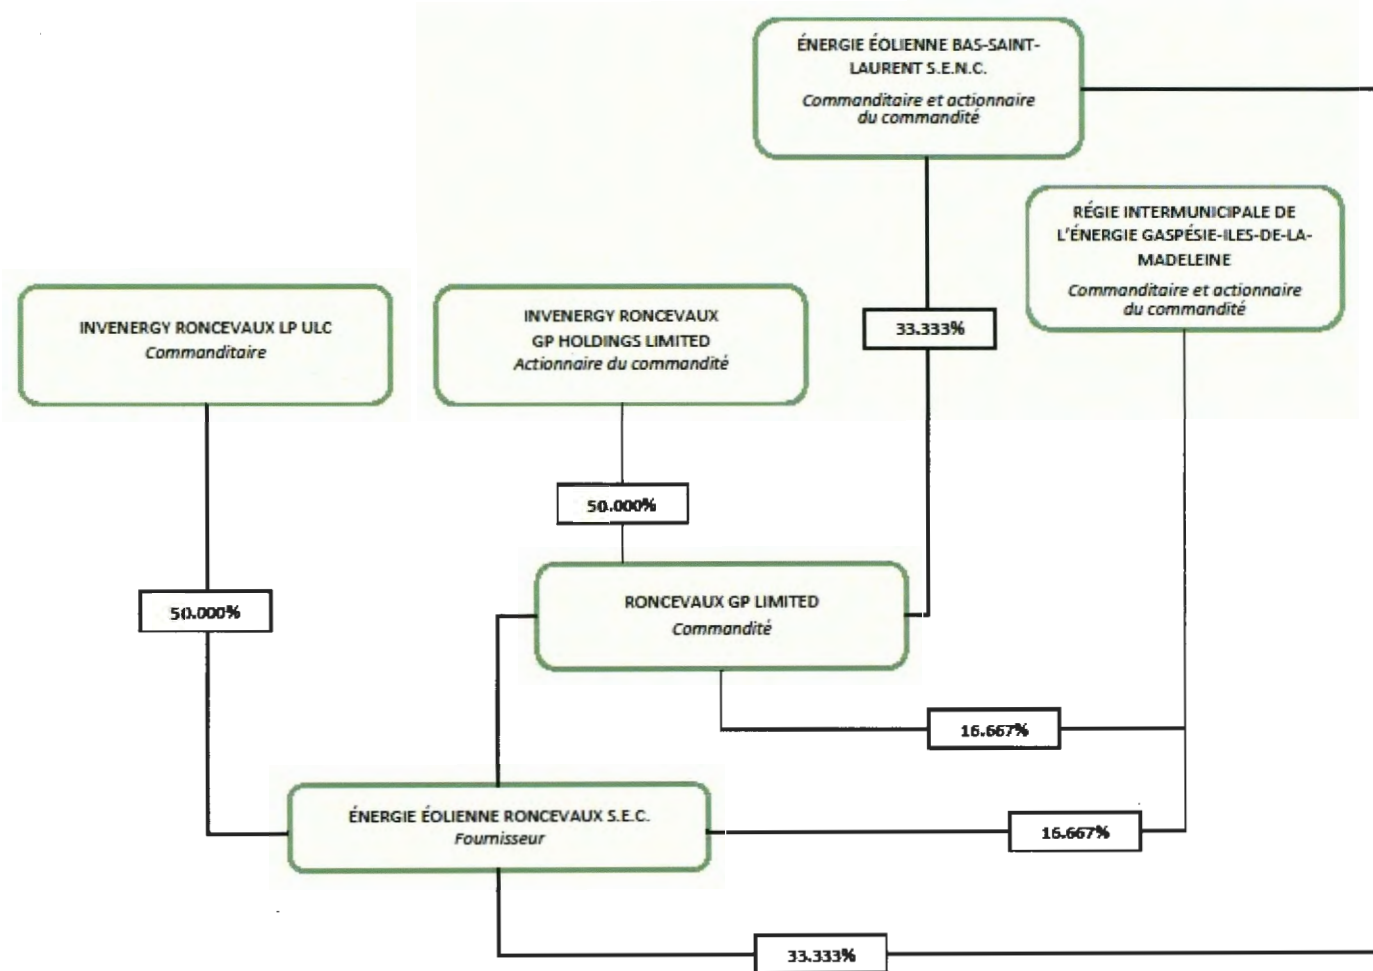 ÉNERGIE ÉOLIENNE BAS-SAINT-
LAURENT S.E.N.C.
Commanditaire et actionnaire
du commandité
RÉGIE INTERMUNICIPALE DE
L'ÉNERGIE GASPÉSIE-ILES-DE-LA-
MADELEINE
Commanditaire et actionnaire
du commandité
INVENERGY RONCEVAUX LP ULC
Commanditaire
INVENERGY RONCEVAUX
GP HOLDINGS LIMITED
Actionnaire du commandité
33.333%
50.000%
50.000%
RONCEVAUX GP LIMITED
Commandité
16.667%
ÉNERGIE ÉOLIENNE RONCEVAUX S.E.C.
Fournisseur
16.667%
33.333%